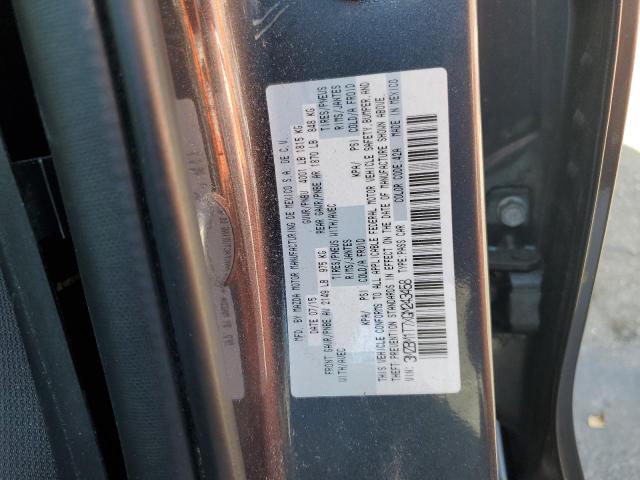 MFD. BY MAZDA MOTOR MANUFACTURING DE MEXICO S.A. DE C.V.
DATE 07/15 GVWR/PNBV 4001 LB 1815 KG
FRONT GAWR/PNBE AV 2149 LB 975 KG REAR GAWR/PNBE AR 1870 LB 848 KG
WITH/AVEC TIRES/PNEUS WITH/AVEC TIRES/PNEUS
RIMS/JANTES RIMS/JANTES
KPA/ PSI COLD/A FROID KPA/ PSI COLD/A FROID
THIS VEHICLE CONFORMS TO ALL APPLICABLE FEDERAL MOTOR VEHICLE SAFETY,BUMPER,AND
THEFT PREVENTION STANDARDS IN EFFECT ON THE DATE OF MANUFACTURE SHOWN ABOVE.
VIN: TYPE:PASS CAR COLOR CODE:42A MADE IN MEXICO